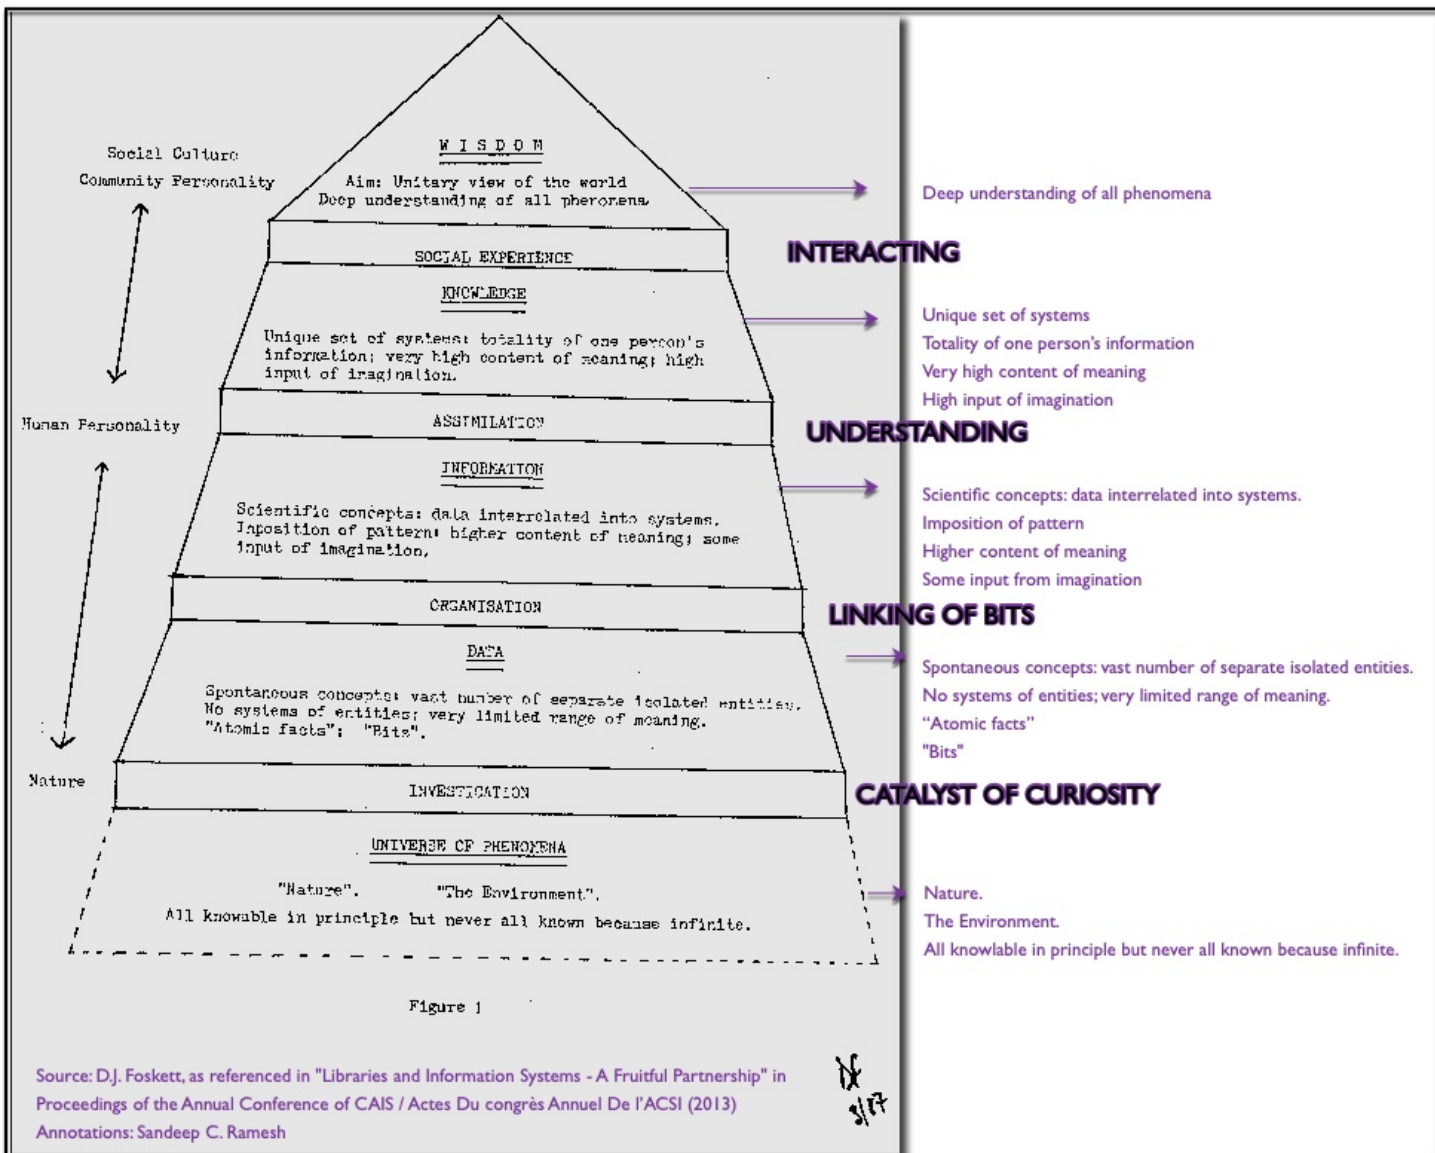 Social Culture
Community Personality
Human Personality
Nature
W I S D O M
Aim: Unitary view of the world
Deep understanding of all phenomena
SOCIAL EXPERIENCE
KNOWLEDGE
Unique set of systems: totality of one person's
information; very high content of meaning; high
input of imagination.
ASSIMILATION
INFORMATION
Scientific concepts: data interrelated into systems.
Imposition of pattern: higher content of meaning; some
input of imagination.
ORGANISATION
DATA
Spontaneous concepts: vast number of separate isolated entities.
No systems of entities; very limited range of meaning.
"Atomic facts"; "Bits".
INVESTIGATION
UNIVERSE OF PHENOMENA
"Nature". "The Environment".
All knowable in principle but never all known because infinite.
Figure 1
Deep understanding of all phenomena
INTERACTING
Unique set of systems
Totality of one person's information
Very high content of meaning
High input of imagination
UNDERSTANDING
Scientific concepts: data interrelated into systems.
Imposition of pattern
Higher content of meaning
Some input from imagination
LINKING OF BITS
Spontaneous concepts: vast number of separate isolated entities.
No systems of entities; very limited range of meaning.
“Atomic facts”
"Bits"
CATALYST OF CURIOSITY
Nature.
The Environment.
All knowlable in principle but never all known because infinite.
Source: D.J. Foskett, as referenced in "Libraries and Information Systems - A Fruitful Partnership" in
Proceedings of the Annual Conference of CAIS / Actes Du congrès Annuel De l'ACSI (2013)
Annotations: Sandeep C. Ramesh